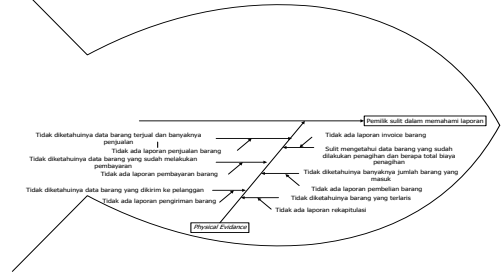 Pemilik sulit dalam memahami laporan
Tidak diketahuinya data barang terjual dan banyaknya
penjualan
Tidak ada laporan penjualan barang
Tidak diketahuinya data barang yang sudah melakukan
pembayaran
Tidak ada laporan pembayaran barang
Tidak diketahuinya data barang yang dikirim ke pelanggan
Tidak ada laporan pengiriman barang
Tidak ada laporan invoice barang
Sulit mengetahui data barang yang sudah
dilakukan penagihan dan berapa total biaya
penagihan
Tidak diketahuinya banyaknya jumlah barang yang
masuk
Tidak ada laporan pembelian barang
Tidak diketahuinya barang yang terlaris
Tidak ada laporan rekapitulasi
Physical Evidance